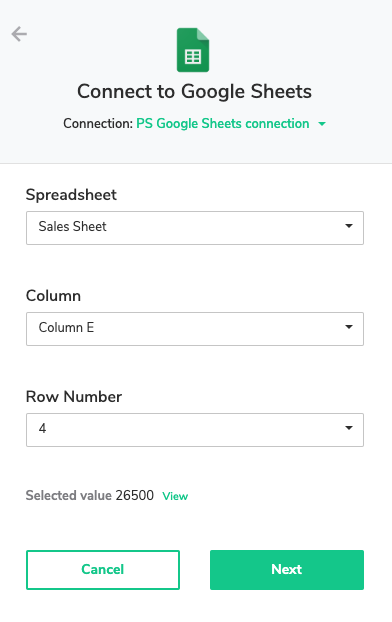 Connect to Google Sheets
Connection: PS Google Sheets connection
Spreadsheet
Sales Sheet
Column
Column E
Row Number
4
Selected value 26500 View
Cancel
Next